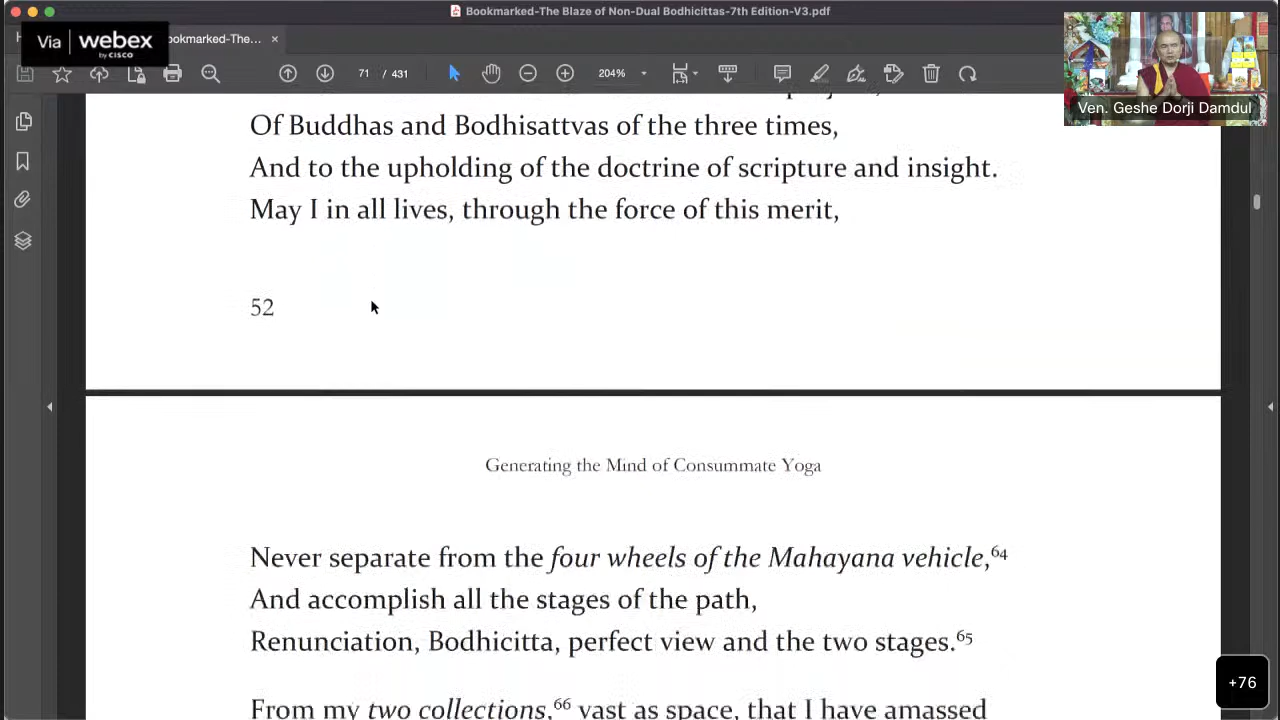 Bookmarked-The Blaze of Non-Dual Bodhicittas-7th Edition-V3.pdf
Via webex
by CISCO
ookmarked-The...
71 / 431
204%
Ven. Geshe Dorji Damdul
Of Buddhas and Bodhisattvas of the three times,
And to the upholding of the doctrine of scripture and insight.
May I in all lives, through the force of this merit,
52
Generating the Mind of Consummate Yoga
Never separate from the four wheels of the Mahayana vehicle,64
And accomplish all the stages of the path,
Renunciation, Bodhicitta, perfect view and the two stages.65
From my two collections,66 vast as space, that I have amassed
+76